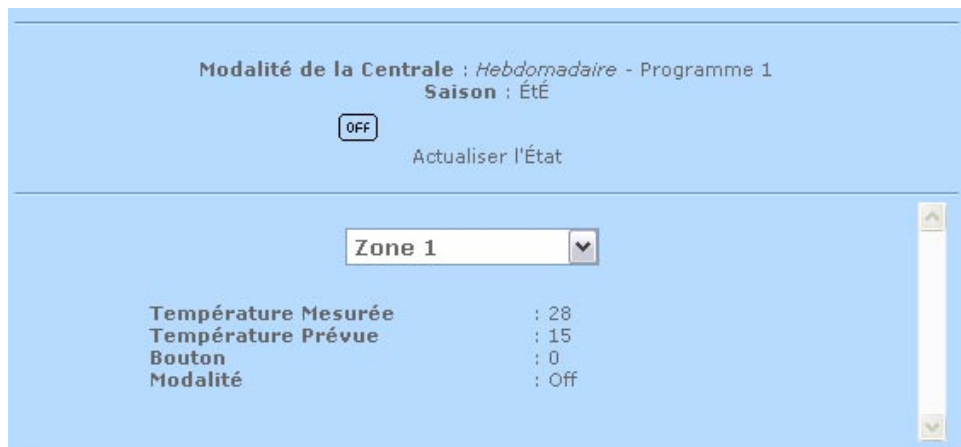 Modalité de la Centrale : Hebdomadaire - Programme 1
Saison : ÉtÉ
OFF
Actualiser l'État
Zone 1
Température Mesurée : 28
Température Prévue : 15
Bouton : 0
Modalité : Off